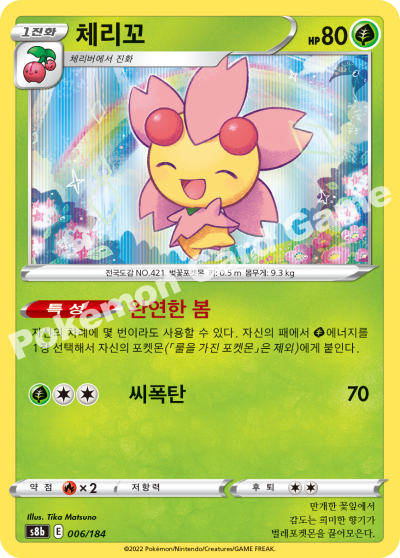 1진화
체리꼬
HP 80
체리버에서 진화
전국도감 NO.421 벚꽃포켓몬 키: 0.5 m 몸무게: 9.3 kg
Pokémon Card Game
특성 완연한 봄
자신의 차례에 몇 번이라도 사용할 수 있다. 자신의 패에서 에너지를
1장 선택해서 자신의 포켓몬(「룰을 가진 포켓몬」은 제외)에게 붙인다.
씨폭탄 70
약점 ×2 저항력 후퇴
Illus. Tika Matsuno
s8b E 006/184
만개한 꽃잎에서
감도는 희미한 향기가
벌레포켓몬을 끌어당긴다.
©2022 Pokémon/Nintendo/Creatures/GAME FREAK.